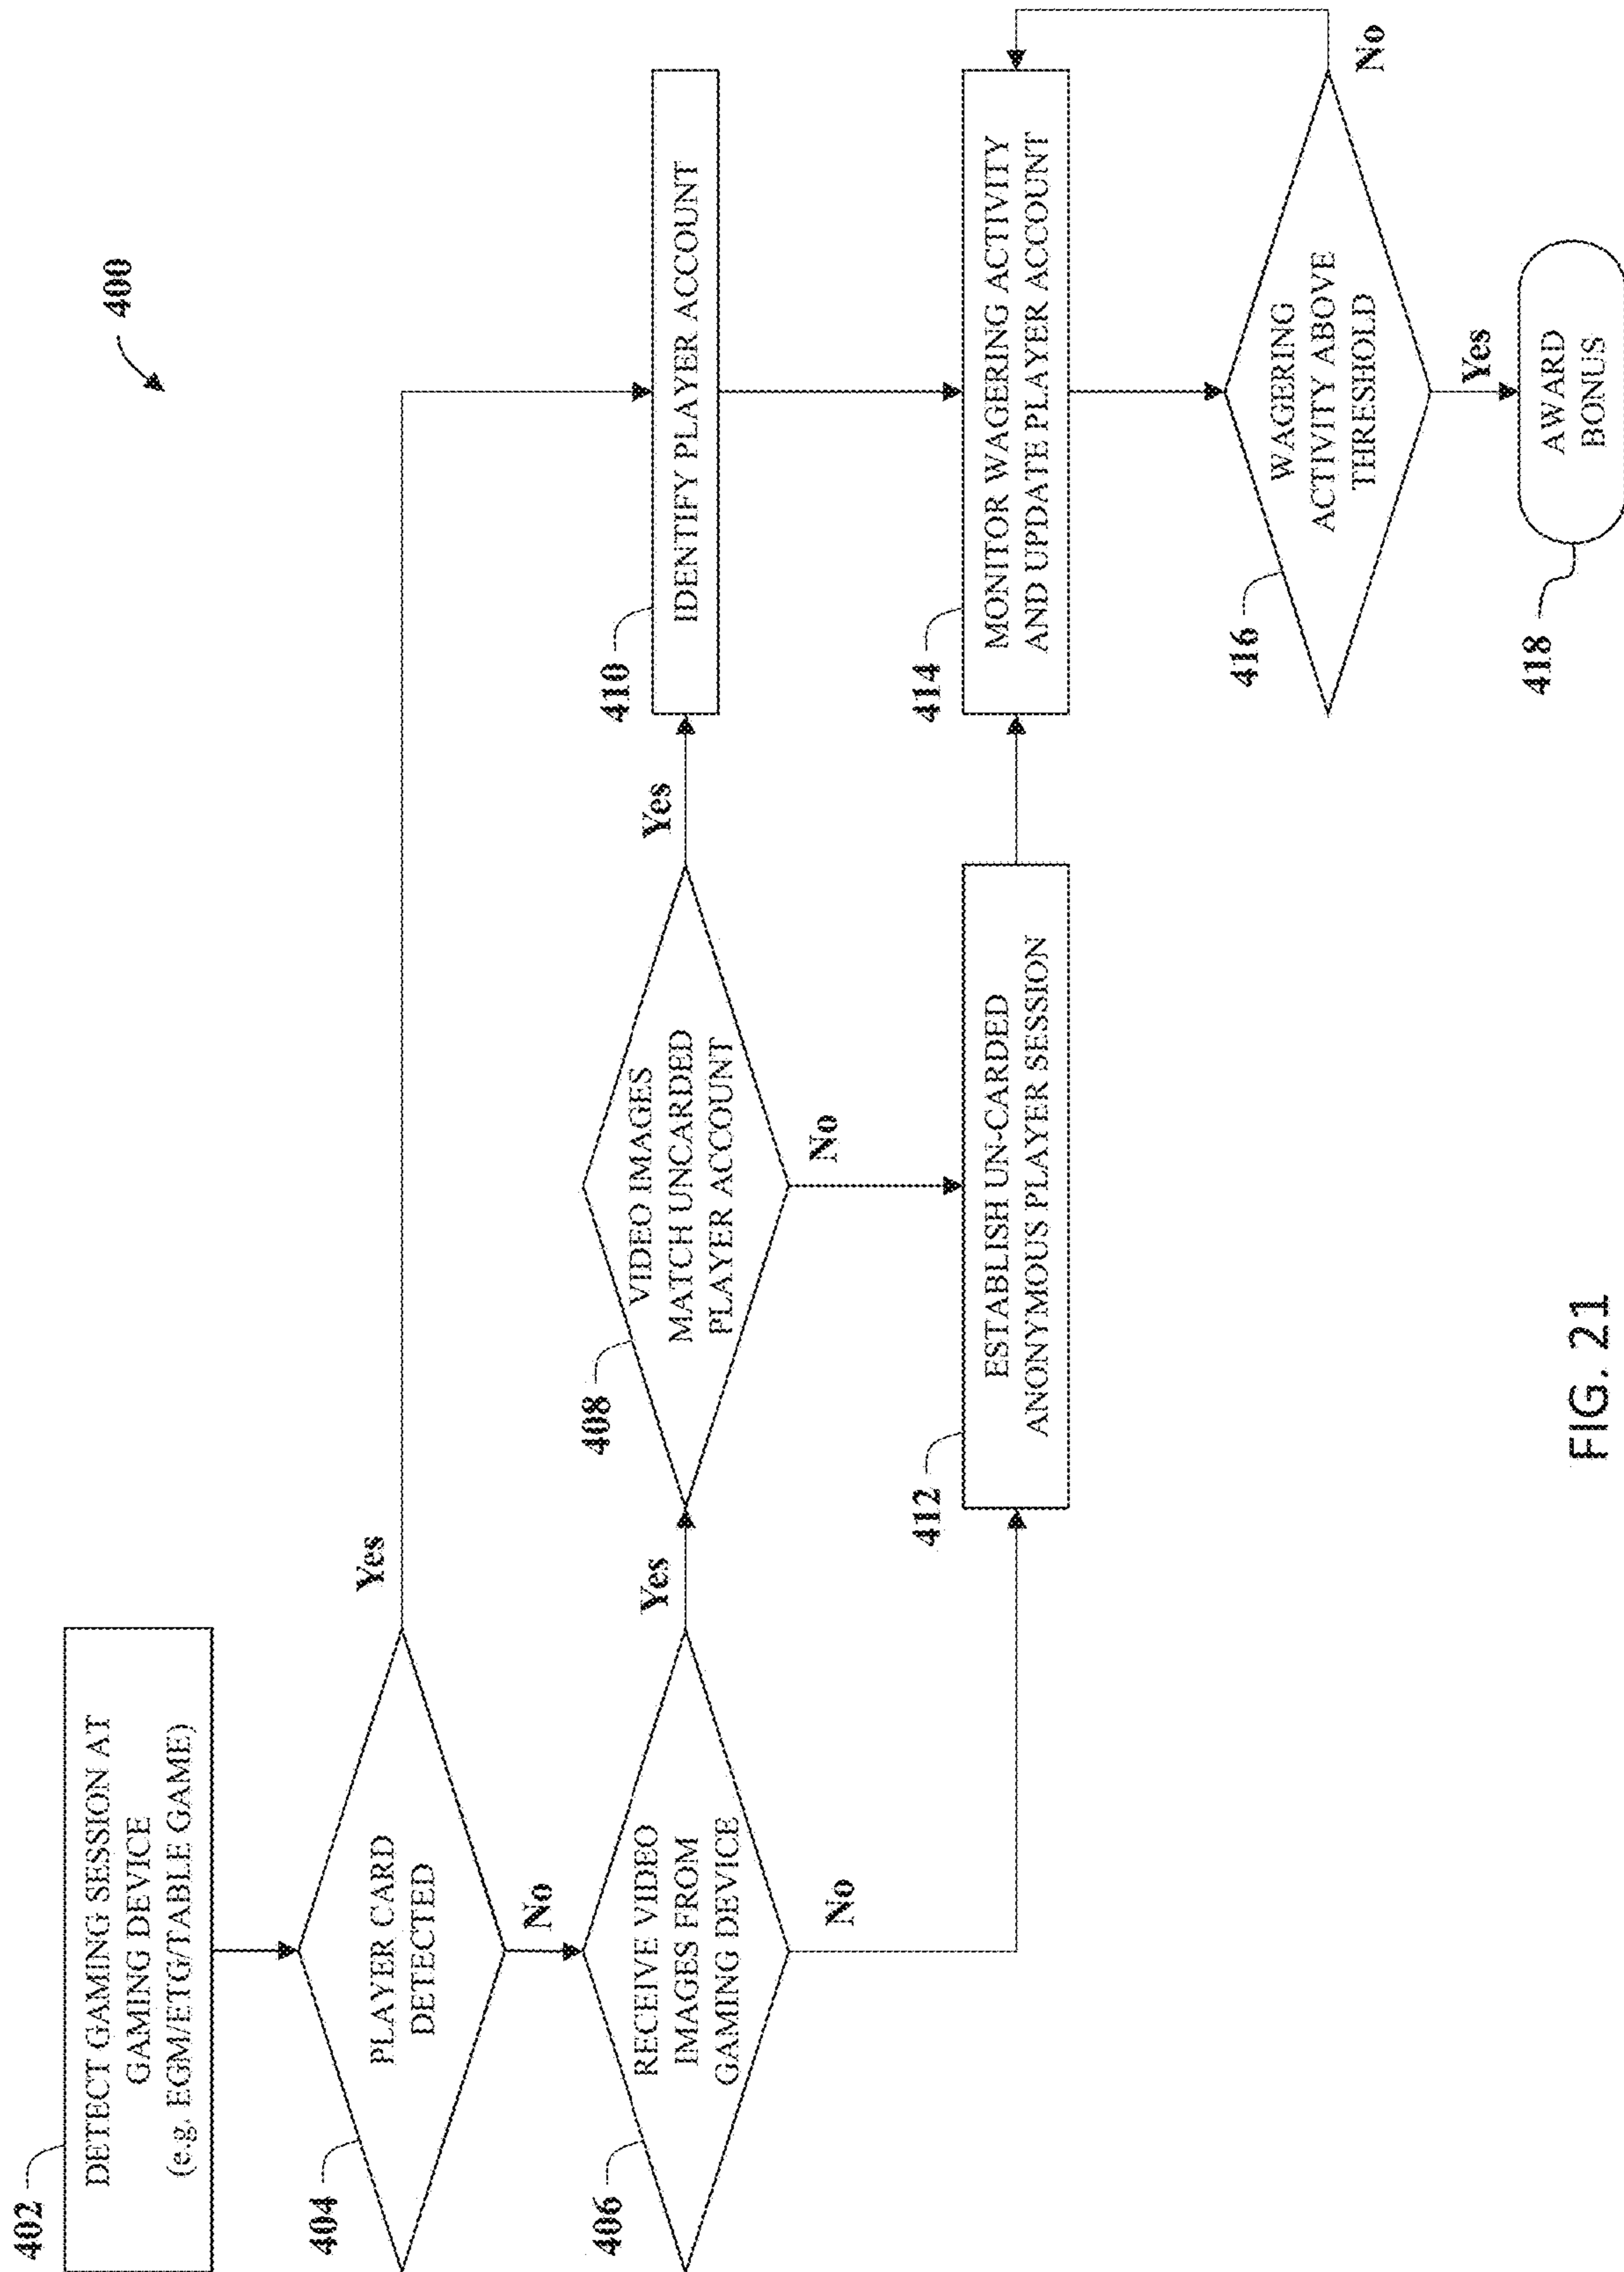 400
402
DETECT GAMING SESSION AT
GAMING DEVICE
(e.g. EGM/ETG/TABLE GAME)
404
PLAYER CARD
DETECTED
Yes
No
406
RECEIVE VIDEO
IMAGES FROM
GAMING DEVICE
Yes
No
408
VIDEO IMAGES
MATCH UNCARDED
PLAYER ACCOUNT
Yes
No
410
IDENTIFY PLAYER ACCOUNT
412
ESTABLISH UN-CARDED
ANONYMOUS PLAYER SESSION
414
MONITOR WAGERING ACTIVITY
AND UPDATE PLAYER ACCOUNT
416
WAGERING
ACTIVITY ABOVE
THRESHOLD
No
Yes
418
AWARD
BONUS
FIG. 21